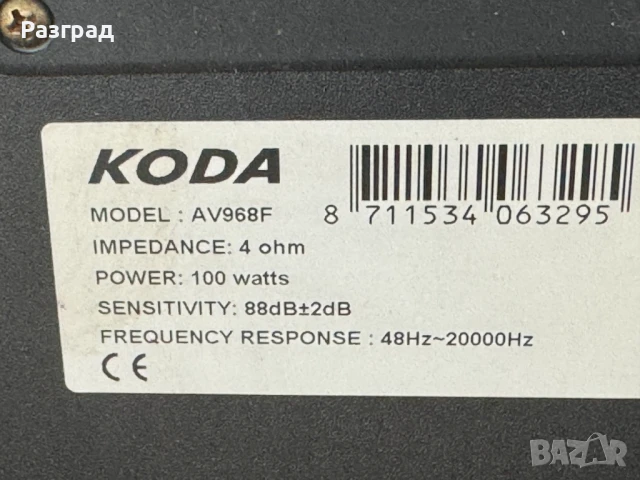 Разград
KODA
MODEL : AV968F
8 711534 063295
IMPEDANCE: 4 ohm
POWER: 100 watts
SENSITIVITY: 88dB±2dB
FREQUENCY RESPONSE : 48Hz~20000Hz
CE
BAZAR